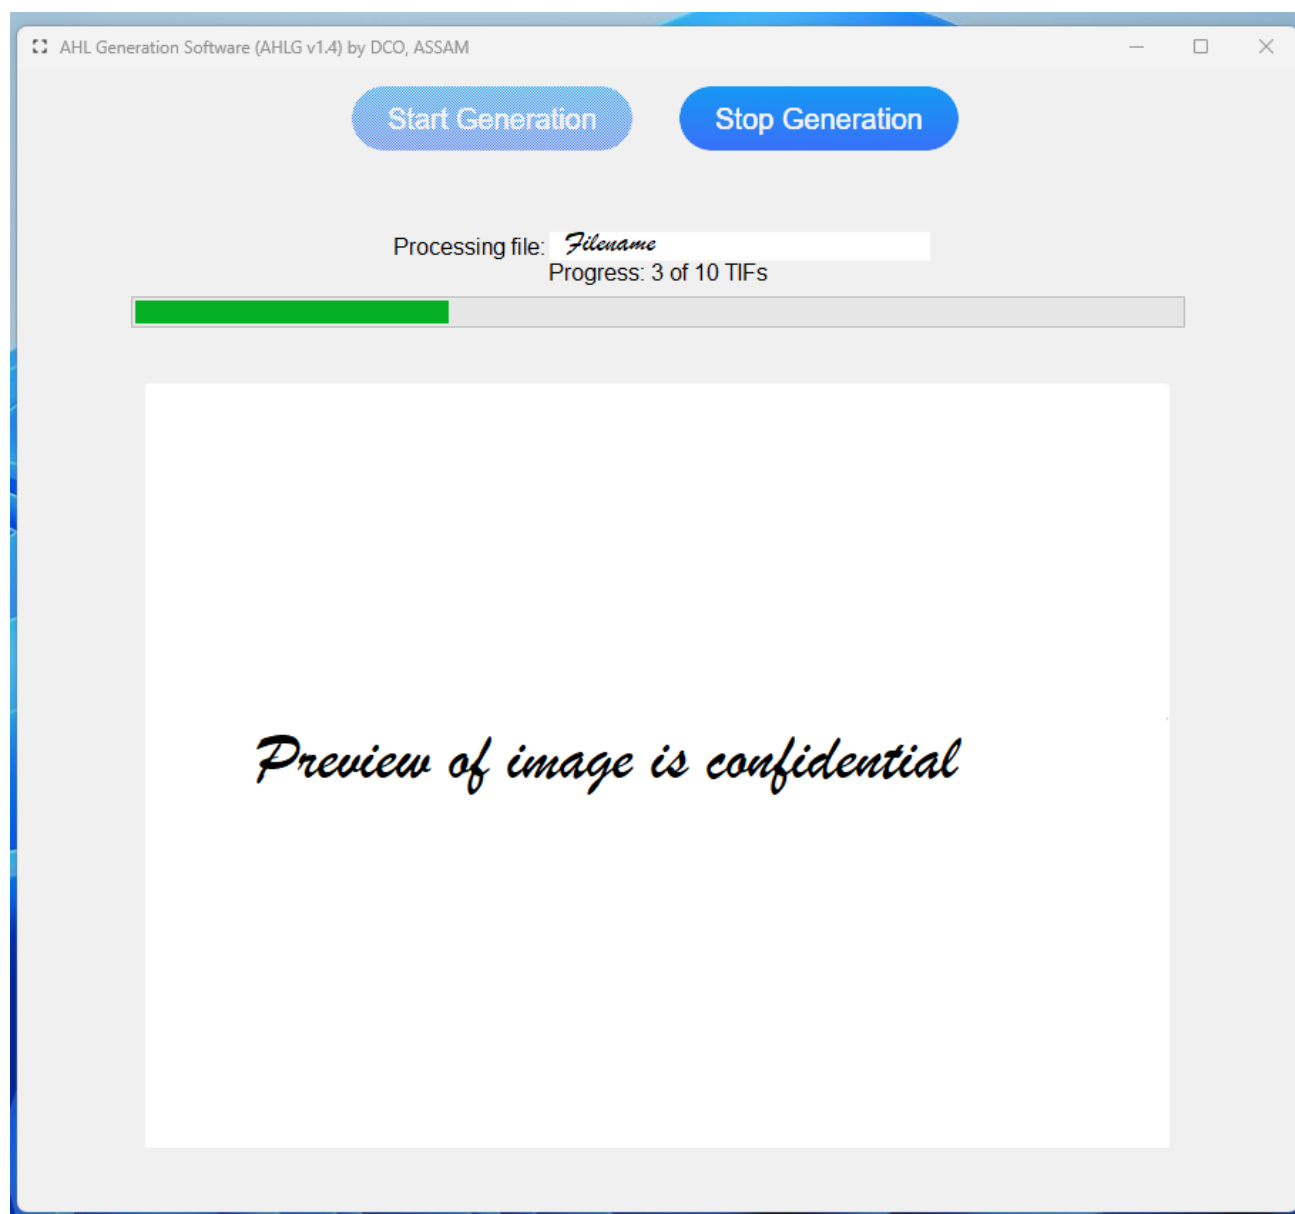 AHL Generation Software (AHLG v1.4) by DCO, ASSAM
Start Generation
Stop Generation
Processing file: Filename
Progress: 3 of 10 TIFs
Preview of image is confidential